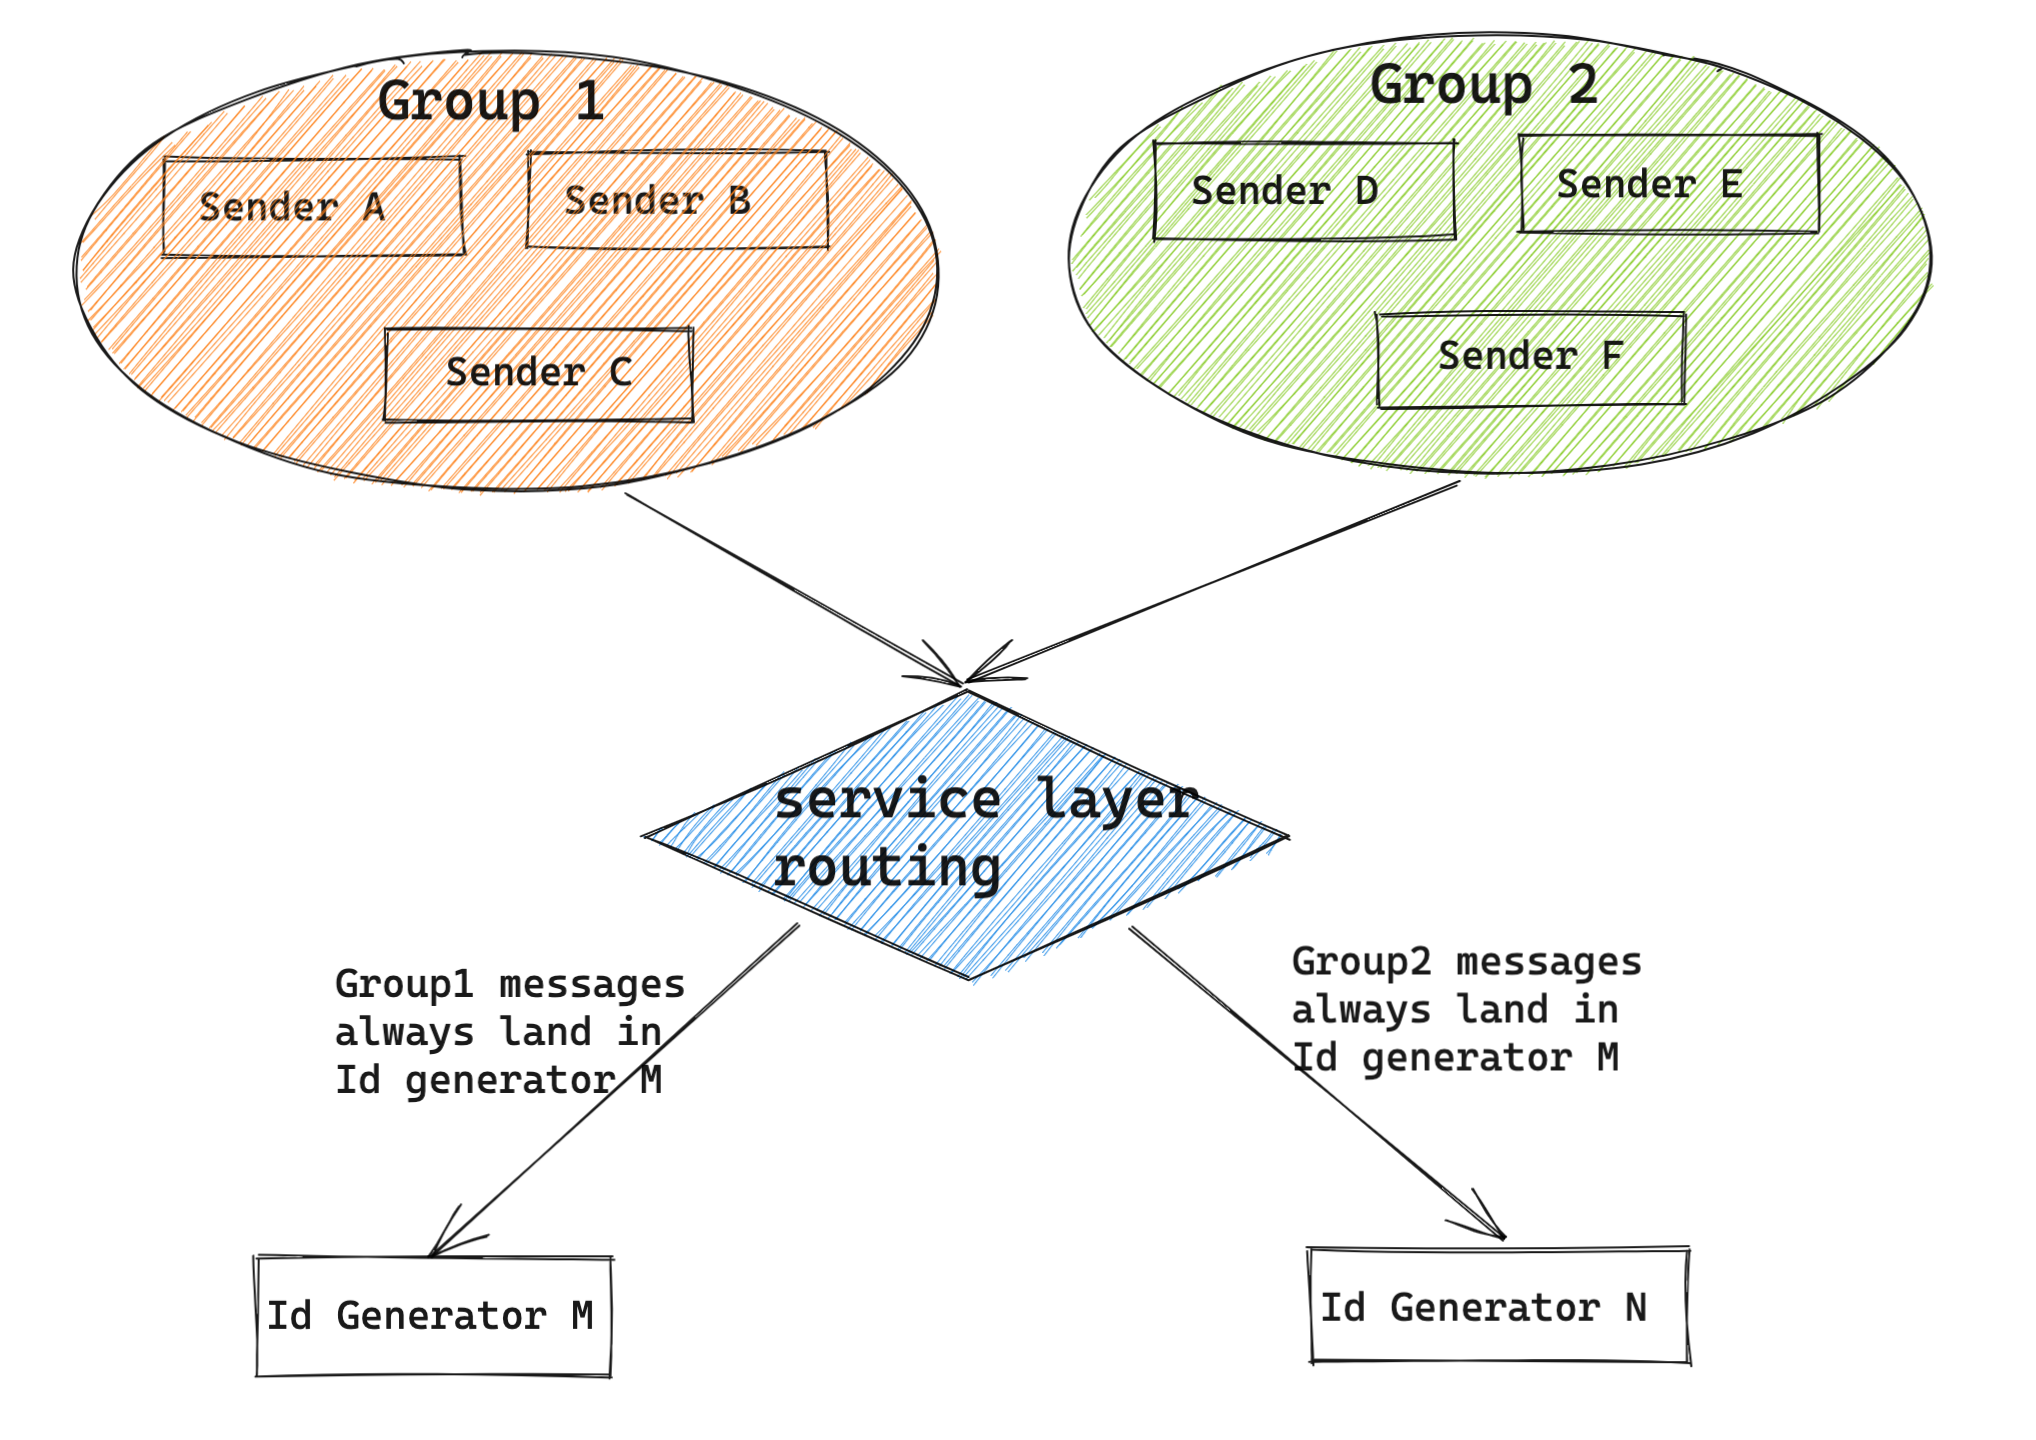 Group 1
Sender A
Sender B
Sender C
Group 2
Sender D
Sender E
Sender F
service layer
routing
Group1 messages
always land in
Id generator M
Group2 messages
always land in
Id generator M
Id Generator M
Id Generator N